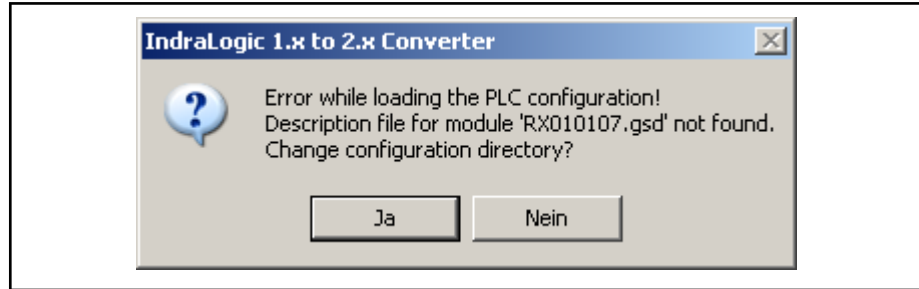 IndraLogic 1.x to 2.x Converter
Error while loading the PLC configuration!
Description file for module 'RX010107.gsd' not found.
Change configuration directory?
Ja
Nein